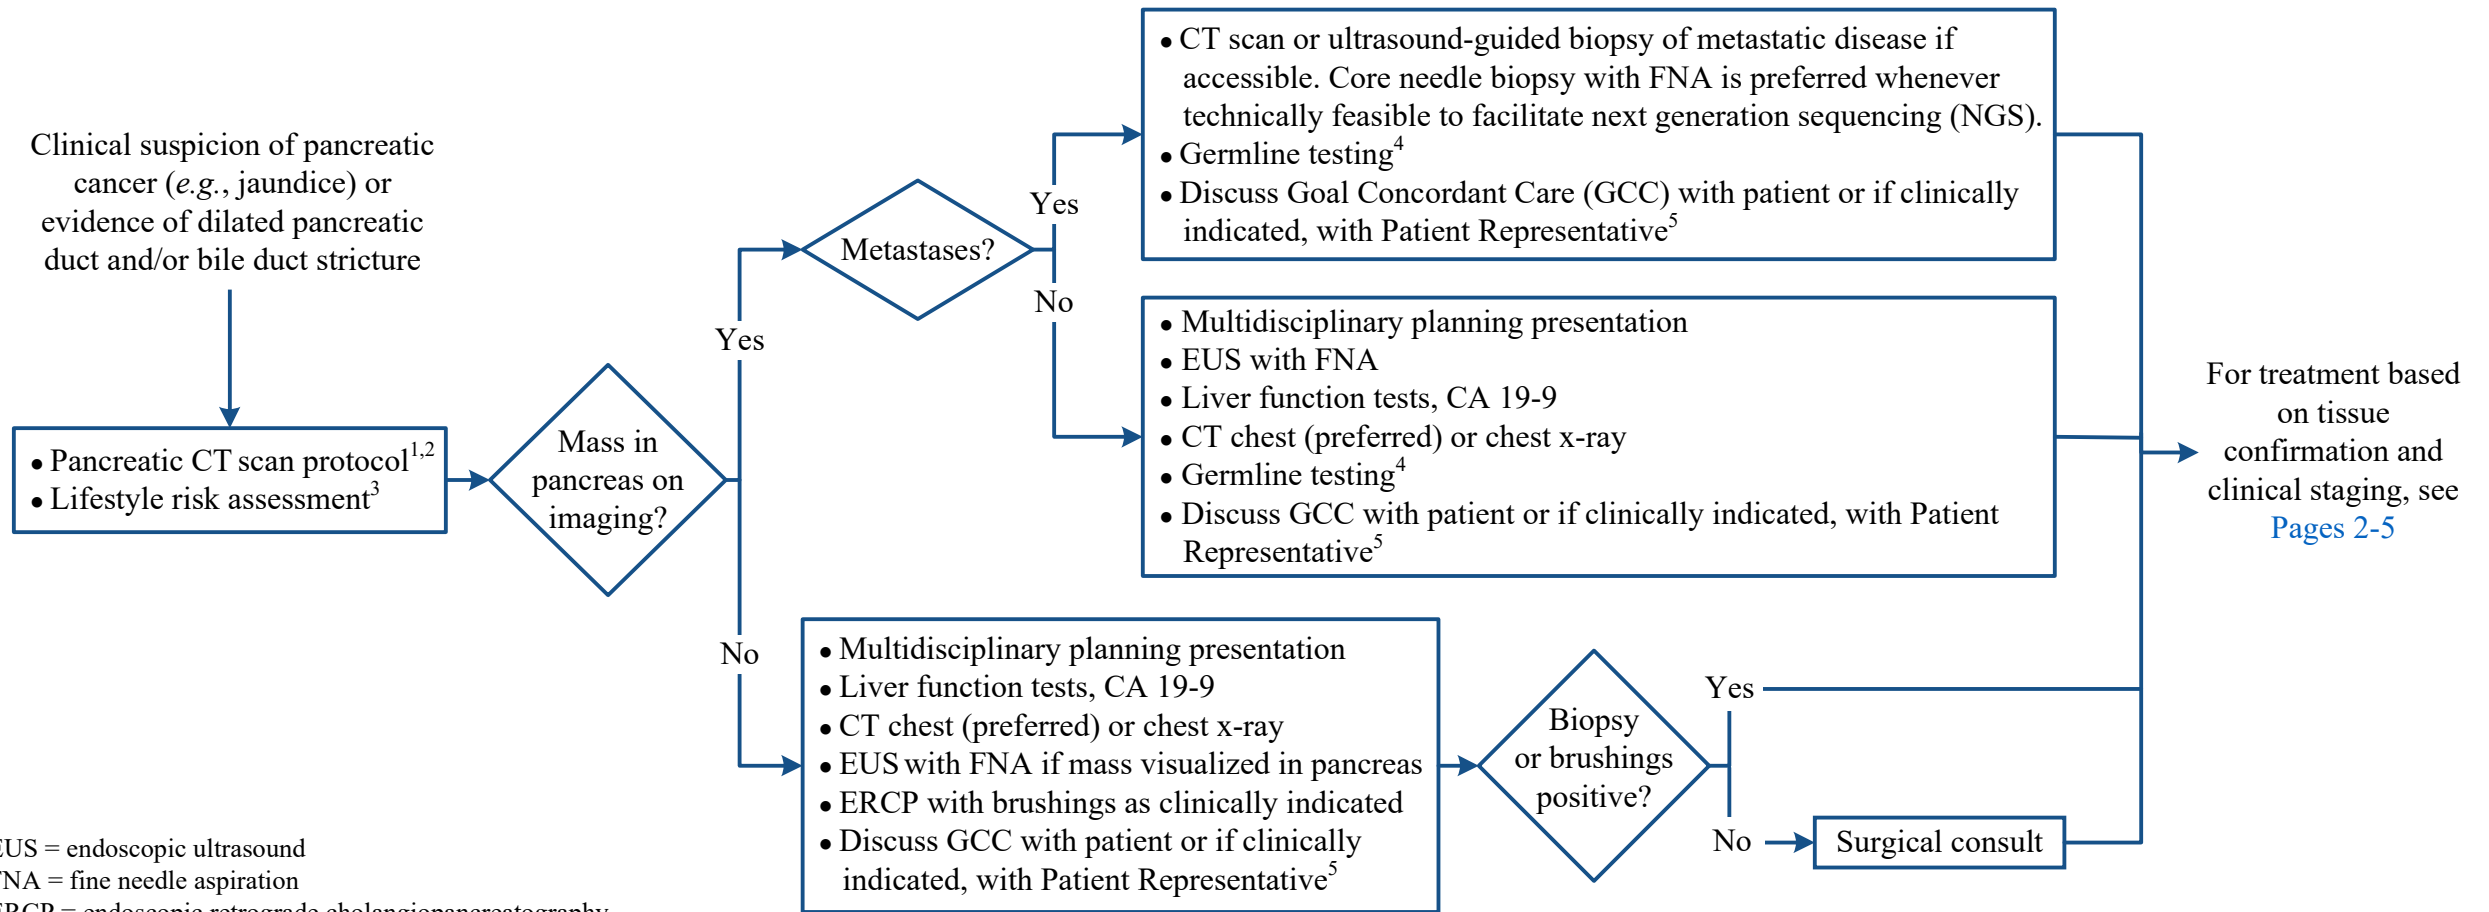 Clinical suspicion of pancreatic
cancer (e.g., jaundice) or
evidence of dilated pancreatic
duct and/or bile duct stricture
• Pancreatic CT scan protocol1,2
• Lifestyle risk assessment3
Mass in
pancreas on
imaging?
Yes
No
Metastases?
Yes
No
• CT scan or ultrasound-guided biopsy of metastatic disease if
accessible. Core needle biopsy with FNA is preferred whenever
technically feasible to facilitate next generation sequencing (NGS).
• Germline testing4
• Discuss Goal Concordant Care (GCC) with patient or if clinically
indicated, with Patient Representative5
• Multidisciplinary planning presentation
• EUS with FNA
• Liver function tests, CA 19-9
• CT chest (preferred) or chest x-ray
• Germline testing4
• Discuss GCC with patient or if clinically indicated, with Patient
Representative5
• Multidisciplinary planning presentation
• Liver function tests, CA 19-9
• CT chest (preferred) or chest x-ray
• EUS with FNA if mass visualized in pancreas
• ERCP with brushings as clinically indicated
• Discuss GCC with patient or if clinically
indicated, with Patient Representative5
Biopsy
or brushings
positive?
Yes
No
Surgical consult
For treatment based
on tissue
confirmation and
clinical staging, see
Pages 2-5
EUS = endoscopic ultrasound
FNA = fine needle aspiration
ERCP = endoscopic retrograde cholangiopancreatography